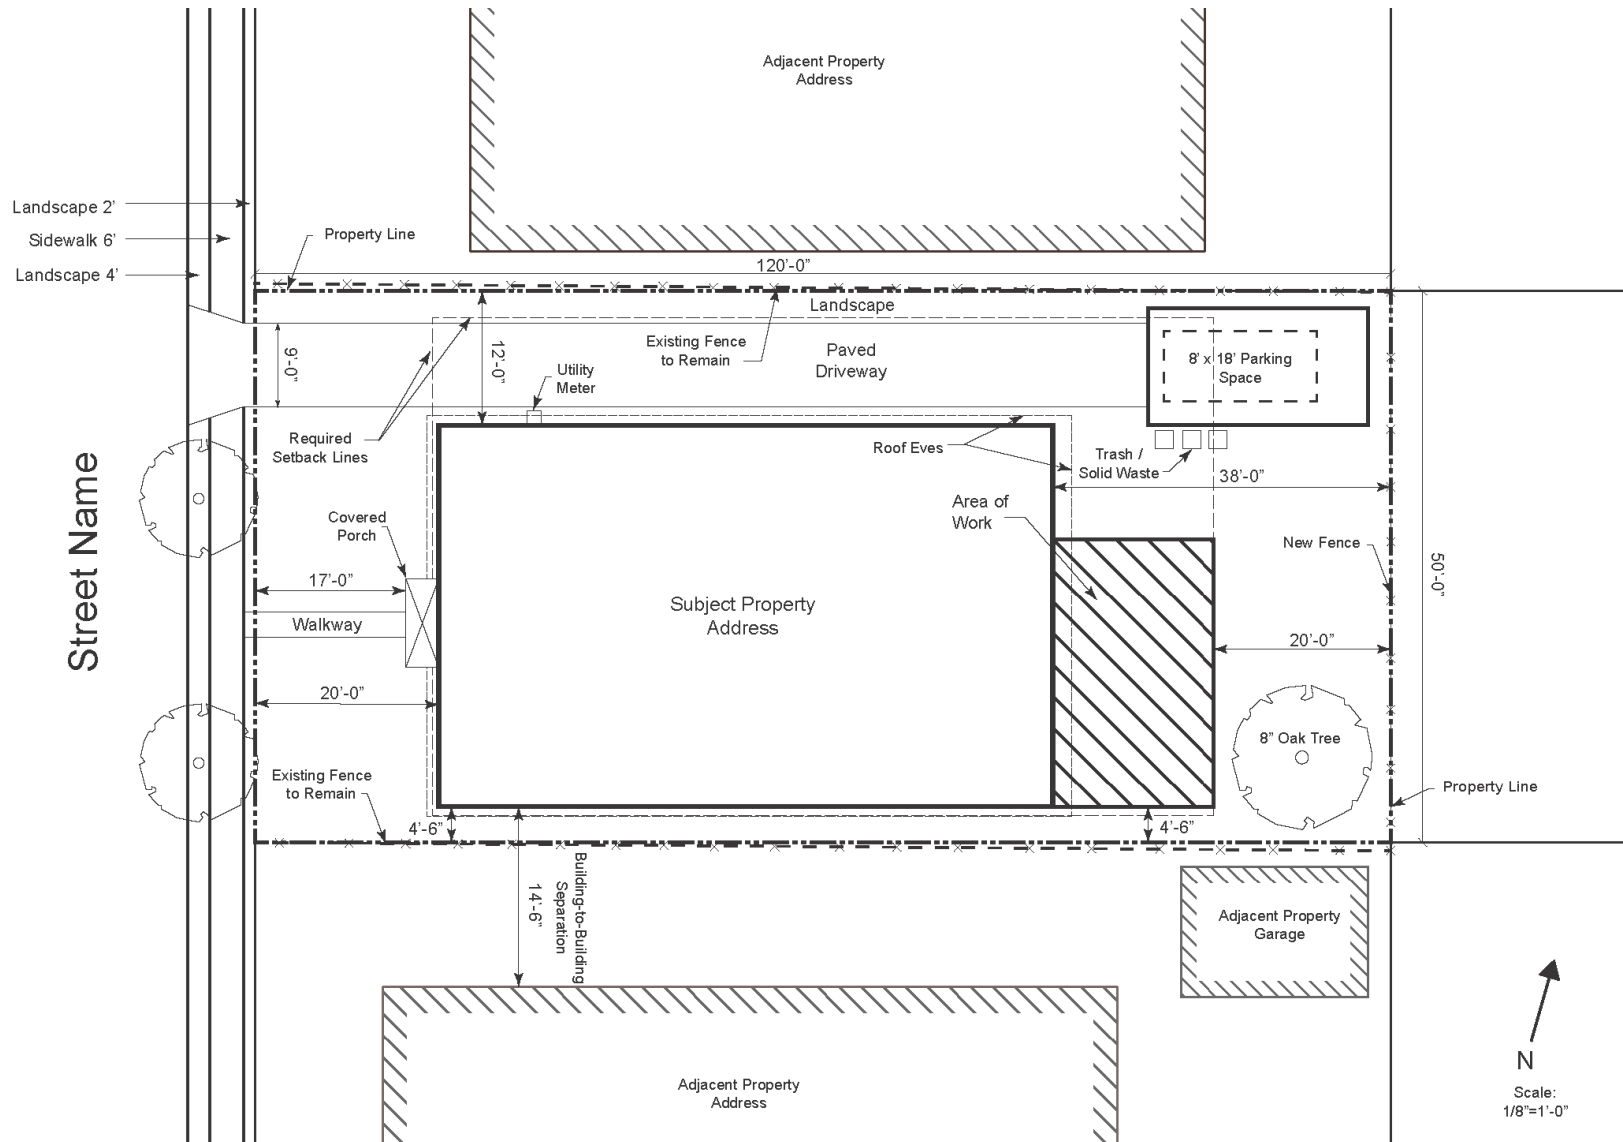 Adjacent Property
Address
Landscape 2'
Sidewalk 6'
Landscape 4'
Property Line
120'-0"
Landscape
Existing Fence
to Remain
Paved
Driveway
8' x 18' Parking
Space
9'-0"
12'-0"
Utility
Meter
Required
Setback Lines
Roof Eves
Trash /
Solid Waste
38'-0"
Area of
Work
Covered
Porch
New Fence
50'-0"
Street Name
17'-0"
Walkway
Subject Property
Address
20'-0"
20'-0"
8" Oak Tree
Existing Fence
to Remain
Property Line
4'-6"
4'-6"
Building-to-Building
Separation
14'-6"
Adjacent Property
Garage
Adjacent Property
Address
N
Scale:
1/8"=1'-0"